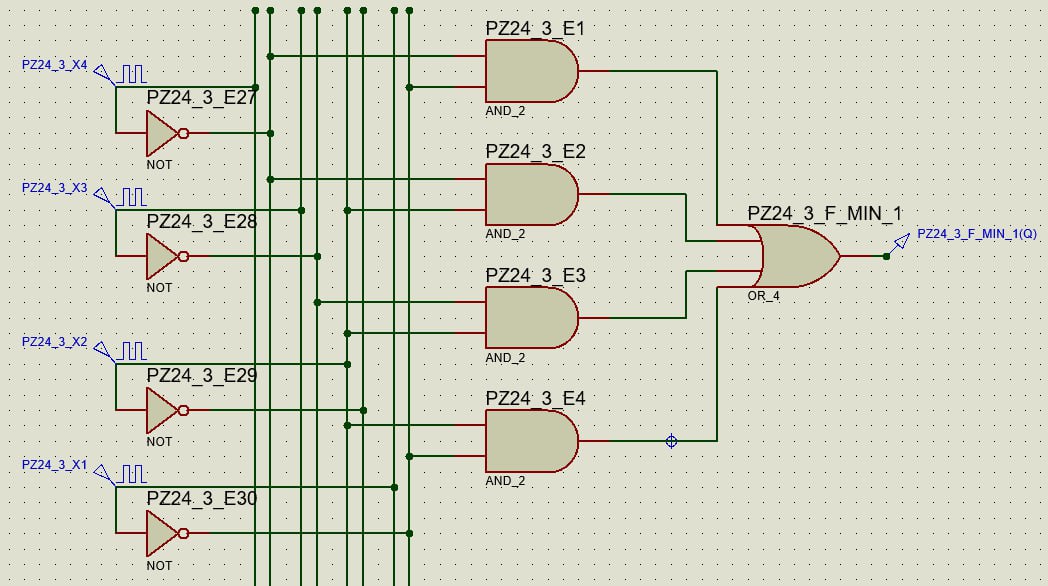 PZ24_3_E1
PZ24_3_X4
PZ24_3_E27
AND_2
PZ24_3_E2
NOT
PZ24_3_X3
PZ24_3_E28
PZ24_3_F_MIN_1
PZ24_3_F_MIN_1(Q)
AND_2
PZ24_3_E3
NOT
OR_4
PZ24_3_X2
AND_2
PZ24_3_E29
PZ24_3_E4
NOT
PZ24_3_X1
AND_2
PZ24_3_E30
NOT